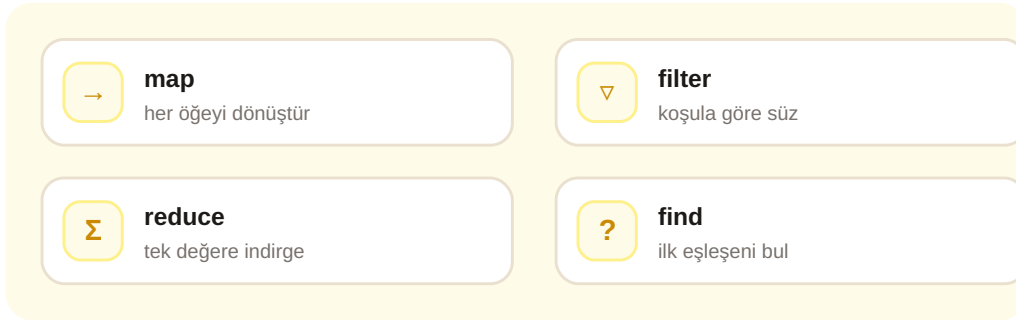 →
map
her öğeyi dönüştür
▽
filter
koşula göre süz
Σ
reduce
tek değere indirge
?
find
ilk eşleşeni bul